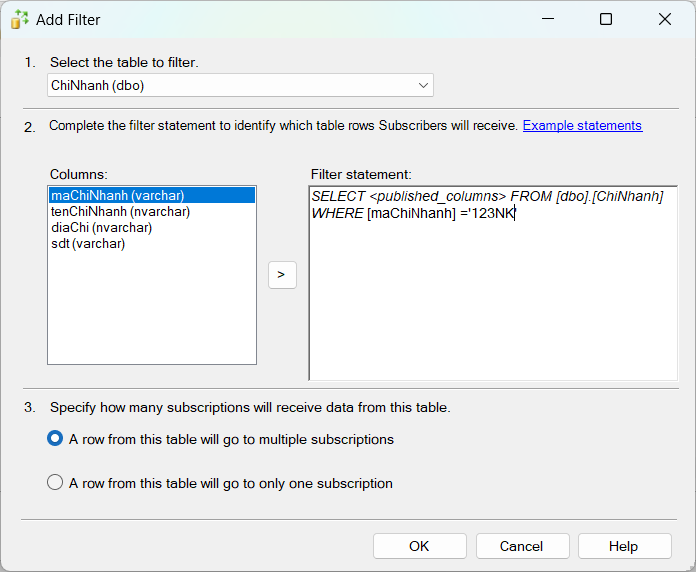 Add Filter
1. Select the table to filter.
ChiNhanh (dbo)
2. Complete the filter statement to identify which table rows Subscribers will receive. Example statements
Columns:
maChiNhanh (varchar)
tenChiNhanh (nvarchar)
diaChi (nvarchar)
sdt (varchar)
>
Filter statement:
SELECT <published_columns> FROM [dbo].[ChiNhanh]
WHERE [maChiNhanh] ='123NK'
3. Specify how many subscriptions will receive data from this table.
A row from this table will go to multiple subscriptions
A row from this table will go to only one subscription
OK Cancel Help